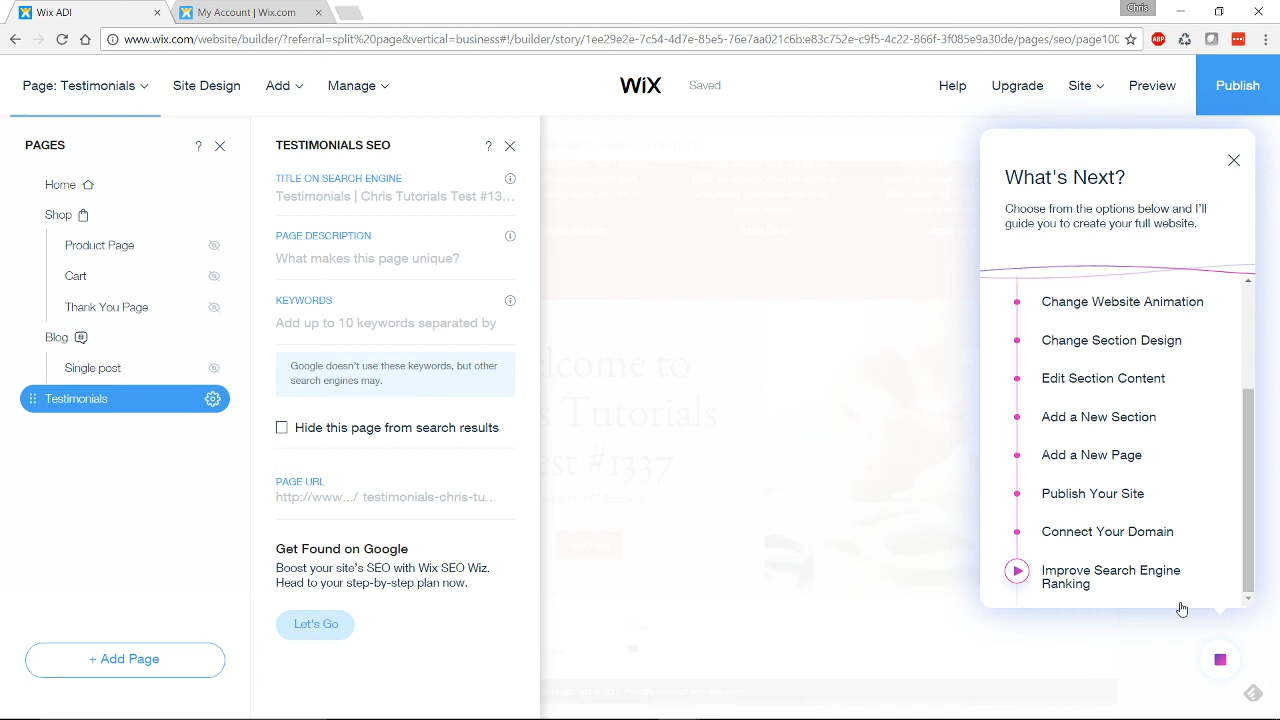 Wix ADI
My Account | Wix.com
Chris
www.wix.com/website/builder/?referral=split%20page&vertical=business#!/builder/story/1ee29e2e-7c54-4d7e-85e5-76e7aa021c6b:e83c752e-c9f5-4c22-866f-3f085e9a30de/pages/seo/page100
ABP
Page: Testimonials
Site Design
Add
Manage
WiX
Saved
Help
Upgrade
Site
Preview
Publish
PAGES
?
Home
Shop
Product Page
Cart
Thank You Page
Blog
Single post
Testimonials
+ Add Page
TESTIMONIALS SEO
?
TITLE ON SEARCH ENGINE
Testimonials | Chris Tutorials Test #13...
PAGE DESCRIPTION
What makes this page unique?
KEYWORDS
Add up to 10 keywords separated by
Google doesn't use these keywords, but other
search engines may.
Hide this page from search results
PAGE URL
http://www.../ testimonials-chris-tu...
Get Found on Google
Boost your site's SEO with Wix SEO Wiz.
Head to your step-by-step plan now.
Let's Go
lcome to
s Tutorials
est #1337
What's Next?
Choose from the options below and I'll
guide you to create your full website.
Change Website Animation
Change Section Design
Edit Section Content
Add a New Section
Add a New Page
Publish Your Site
Connect Your Domain
Improve Search Engine
Ranking